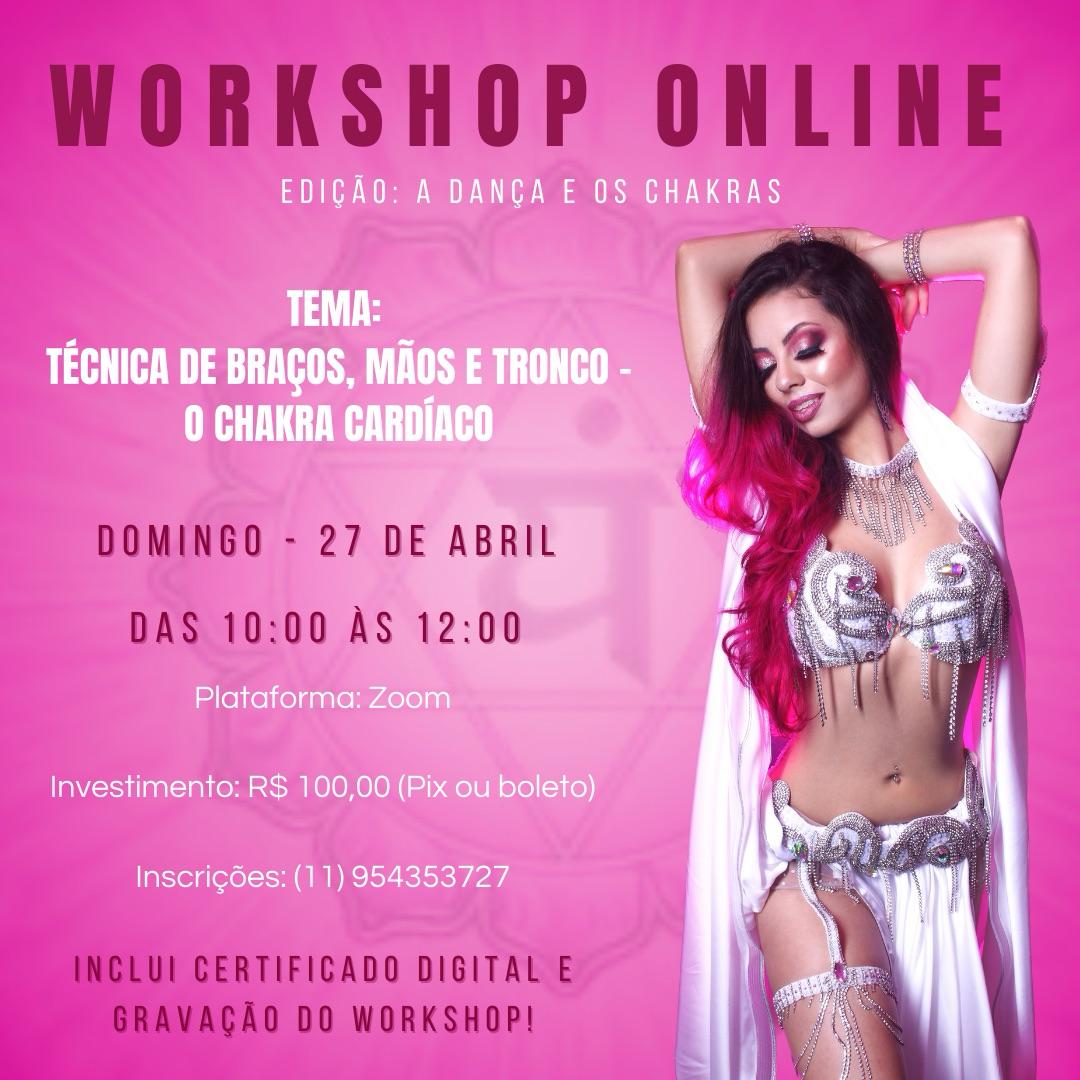 WORKSHOP ONLINE
EDIÇÃO: A DANÇA E OS CHAKRAS
TEMA:
TÉCNICA DE BRAÇOS, MÃOS E TRONCO -
O CHAKRA CARDÍACO
DOMINGO - 27 DE ABRIL
DAS 10:00 ÀS 12:00
Plataforma: Zoom
Investimento: R$ 100,00 (Pix ou boleto)
Inscrições: (11) 954353727
INCLUI CERTIFICADO DIGITAL E
GRAVAÇÃO DO WORKSHOP!